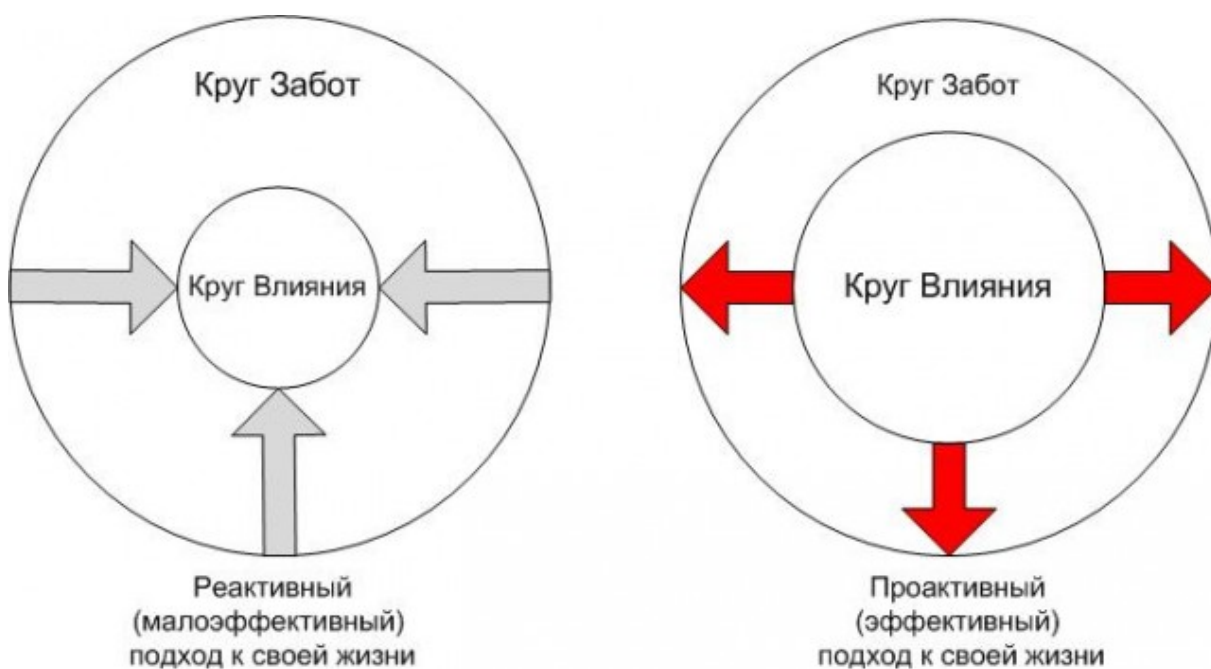 Круг Забот
Круг Влияния
Реактивный
(малоэффективный)
подход к своей жизни
Круг Забот
Круг Влияния
Проактивный
(эффективный)
подход к своей жизни